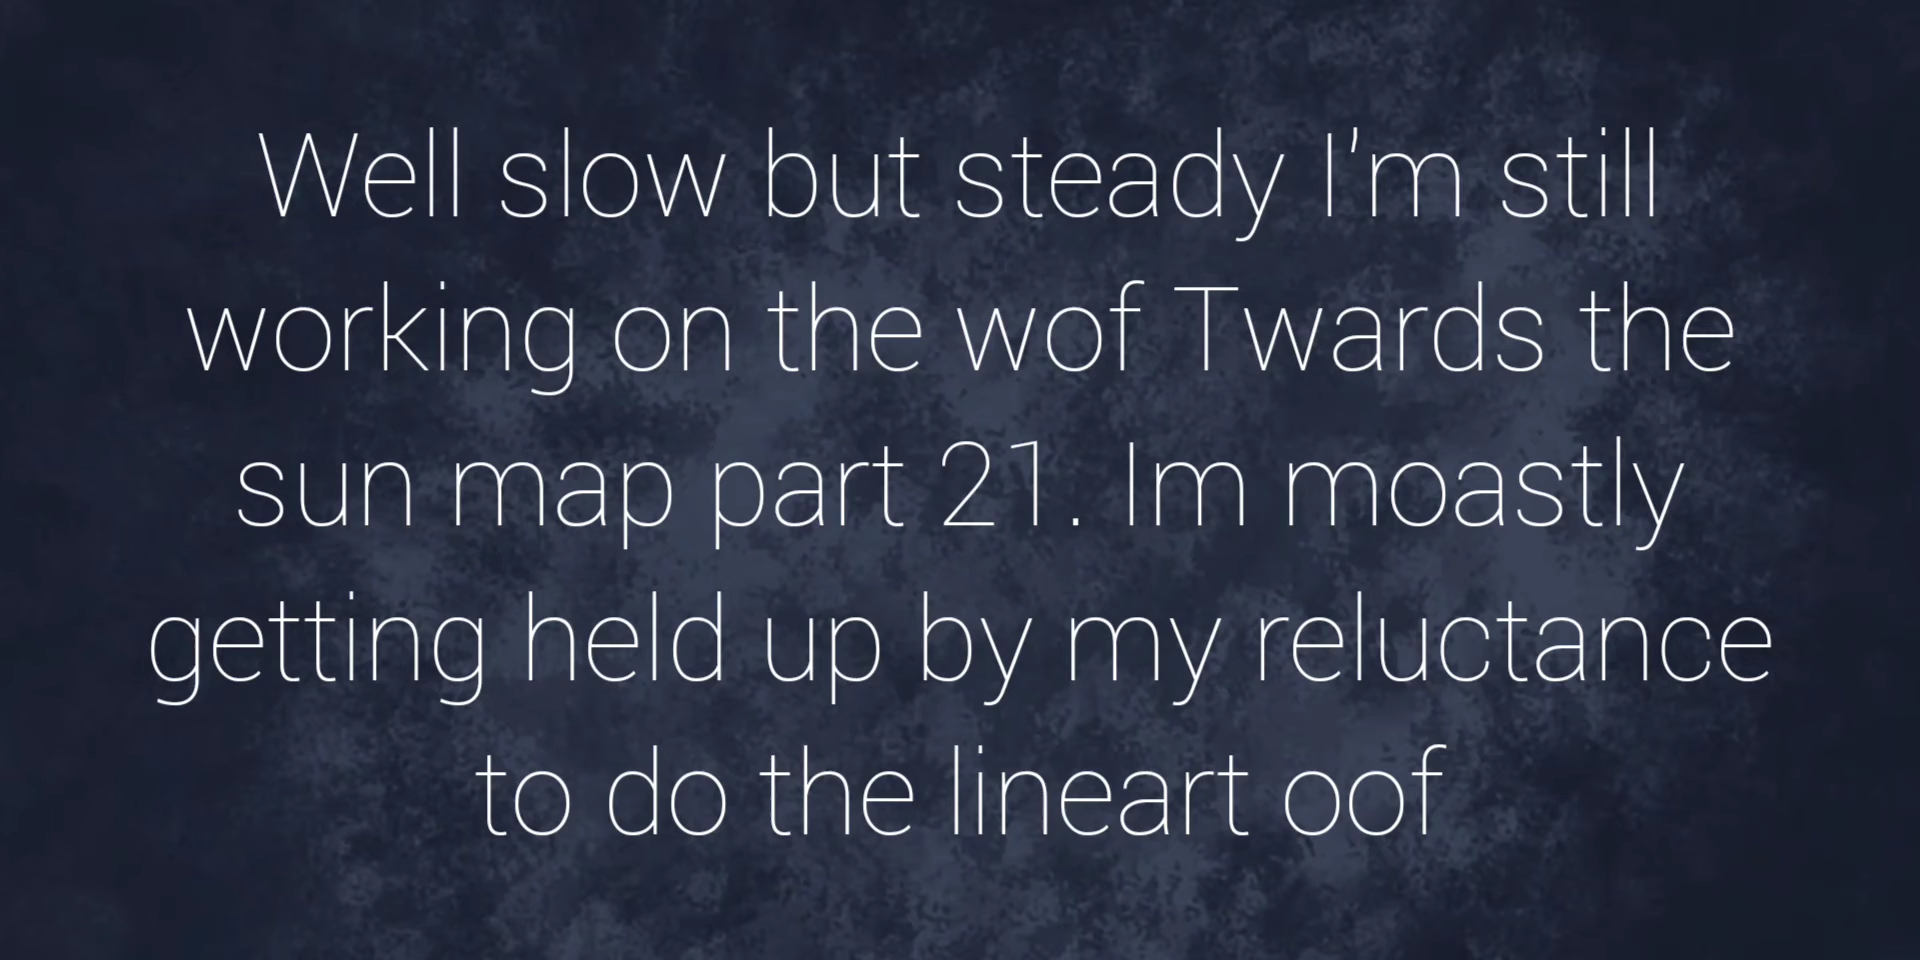 Well slow but steady I'm still
working on the wof Twards the
sun map part 21. Im moastly
getting held up by my reluctance
to do the lineart oof